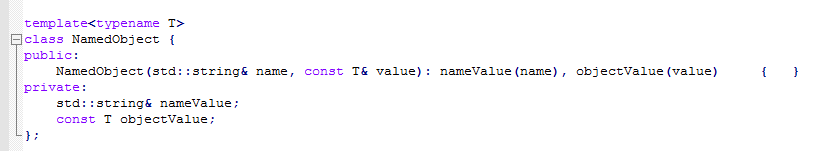 template<typename T>
class NamedObject {
public:
    NamedObject(std::string& name, const T& value): nameValue(name), objectValue(value)     {   }
private:
    std::string& nameValue;
    const T objectValue;
};